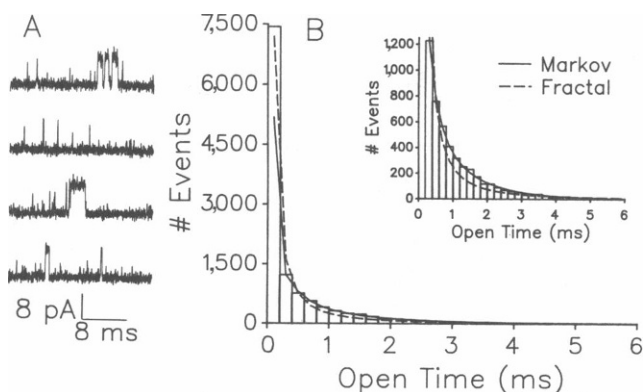 A
8 pA
8 ms
B
# Events
7,500
6,000
4,500
3,000
1,500
0
0 1 2 3 4 5 6
Open Time (ms)
Markov
Fractal
# Events
1,200
1,000
800
600
400
200
0
0 1 2 3 4 5 6
Open Time (ms)